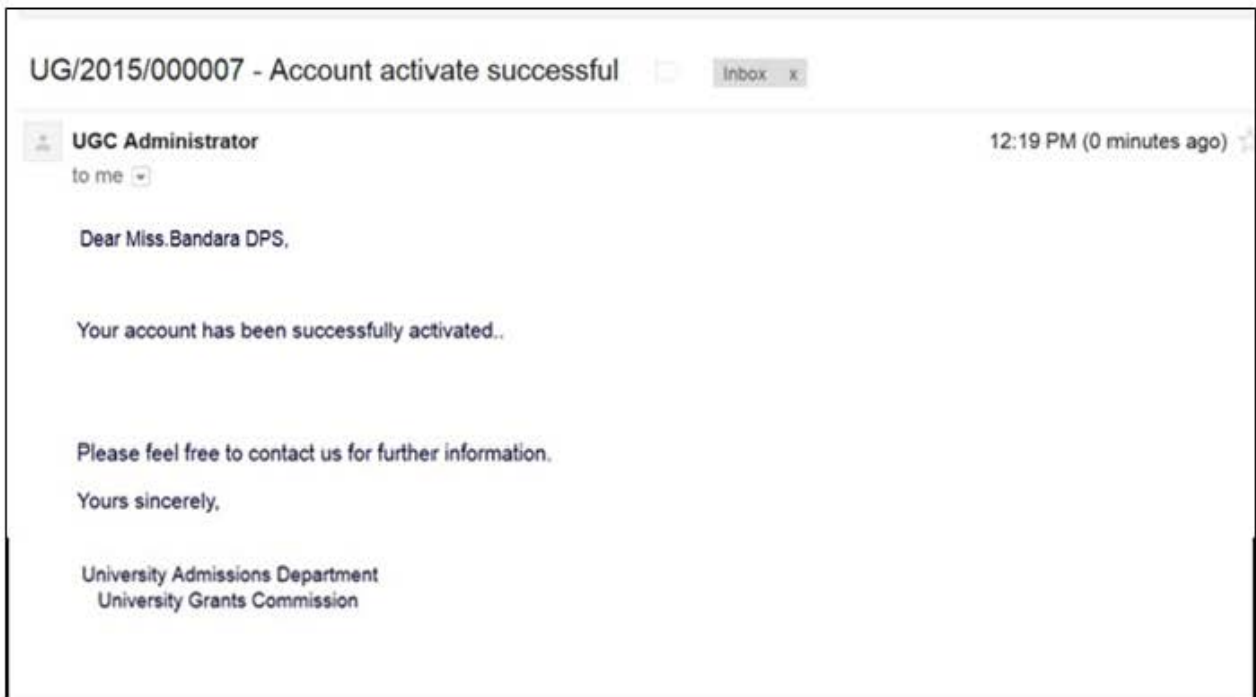 UG/2015/000007 - Account activate successful Inbox x
UGC Administrator 12:19 PM (0 minutes ago)
to me
Dear Miss.Bandara DPS,
Your account has been successfully activated..
Please feel free to contact us for further information.
Yours sincerely,
University Admissions Department
University Grants Commission